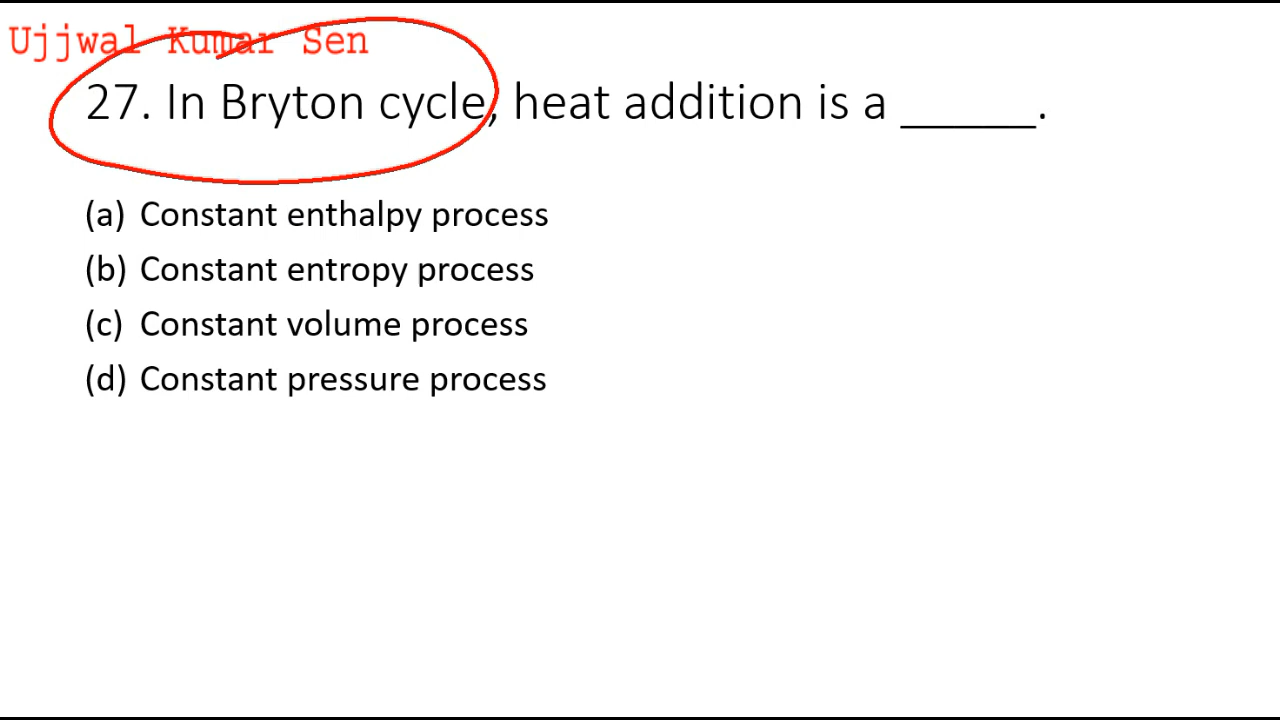 Ujjwal Kumar Sen
27. In Bryton cycle, heat addition is a ______.
(a) Constant enthalpy process
(b) Constant entropy process
(c) Constant volume process
(d) Constant pressure process